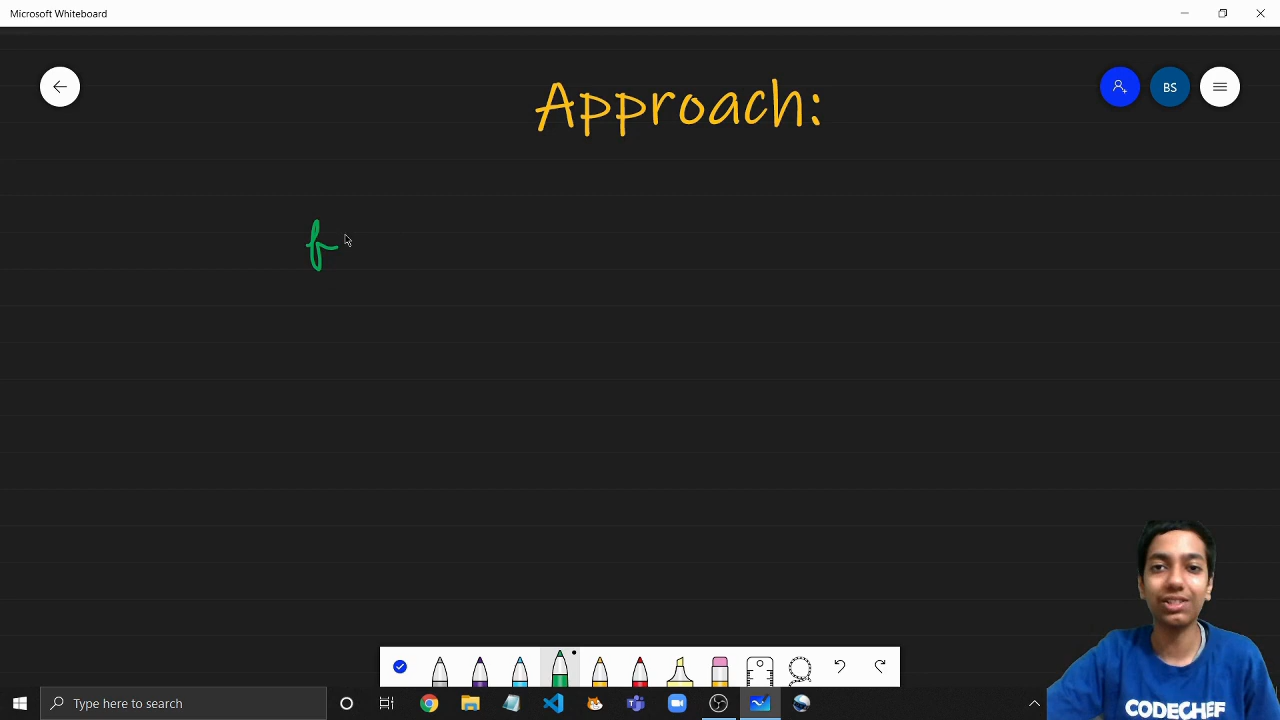 Microsoft Whiteboard
Approach:
BS
f
Type here to search
CODECHEF